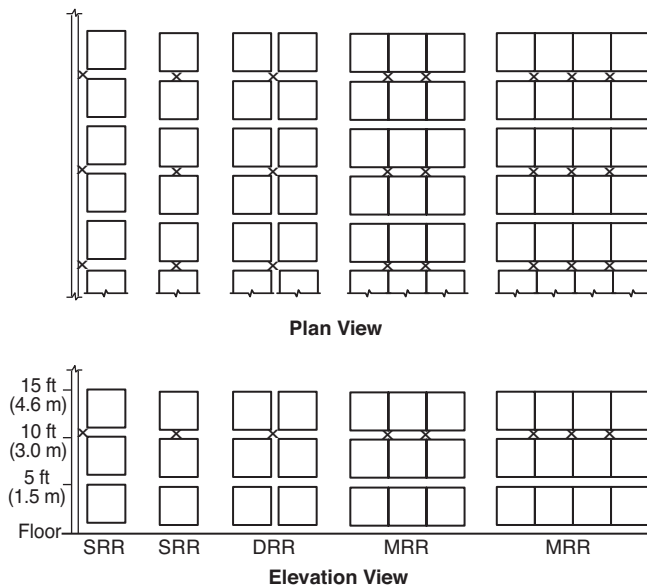 Plan View
15 ft
(4.6 m)
10 ft
(3.0 m)
5 ft
(1.5 m)
Floor
SRR SRR DRR MRR MRR
Elevation View